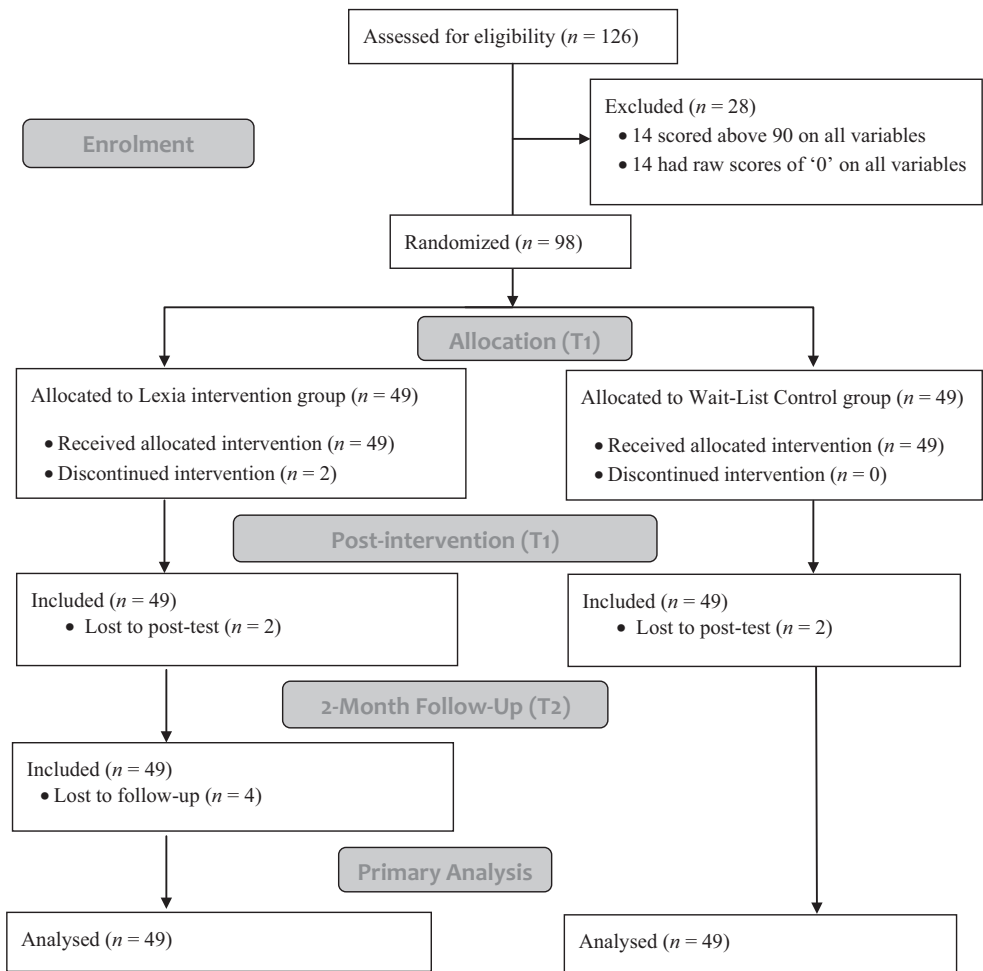 Assessed for eligibility (n = 126)
Excluded (n = 28)
• 14 scored above 90 on all variables
• 14 had raw scores of ‘0’ on all variables
Enrolment
Randomized (n = 98)
Allocation (T1)
Allocated to Lexia intervention group (n = 49)
• Received allocated intervention (n = 49)
• Discontinued intervention (n = 2)
Allocated to Wait-List Control group (n = 49)
• Received allocated intervention (n = 49)
• Discontinued intervention (n = 0)
Post-intervention (T1)
Included (n = 49)
• Lost to post-test (n = 2)
Included (n = 49)
• Lost to post-test (n = 2)
2-Month Follow-Up (T2)
Included (n = 49)
• Lost to follow-up (n = 4)
Primary Analysis
Analysed (n = 49)
Analysed (n = 49)